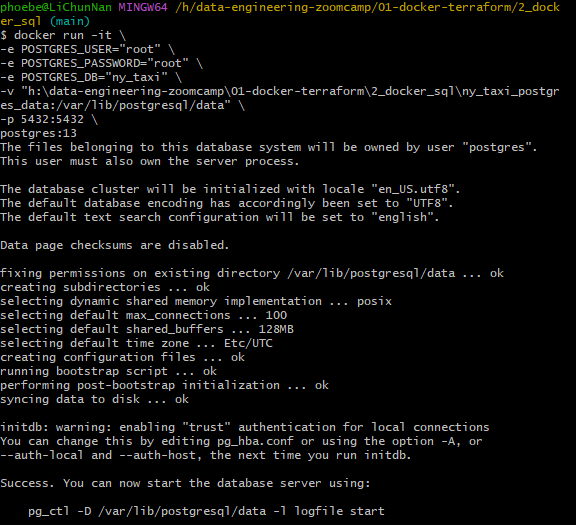 phoebe@LiChunNan MINGW64 /h/data-engineering-zoomcamp/01-docker-terraform/2_dock
er_sql (main)
$ docker run -it \
-e POSTGRES_USER="root" \
-e POSTGRES_PASSWORD="root" \
-e POSTGRES_DB="ny_taxi" \
-v "h:\data-engineering-zoomcamp\01-docker-terraform\2_docker_sql\ny_taxi_postgr
es_data:/var/lib/postgresql/data" \
-p 5432:5432 \
postgres:13
The files belonging to this database system will be owned by user "postgres".
This user must also own the server process.

The database cluster will be initialized with locale "en_US.utf8".
The default database encoding has accordingly been set to "UTF8".
The default text search configuration will be set to "english".

Data page checksums are disabled.

fixing permissions on existing directory /var/lib/postgresql/data ... ok
creating subdirectories ... ok
selecting dynamic shared memory implementation ... posix
selecting default max_connections ... 100
selecting default shared_buffers ... 128MB
selecting default time zone ... Etc/UTC
creating configuration files ... ok
running bootstrap script ... ok
performing post-bootstrap initialization ... ok
syncing data to disk ... ok

initdb: warning: enabling "trust" authentication for local connections
You can change this by editing pg_hba.conf or using the option -A, or
--auth-local and --auth-host, the next time you run initdb.

Success. You can now start the database server using:

    pg_ctl -D /var/lib/postgresql/data -l logfile start